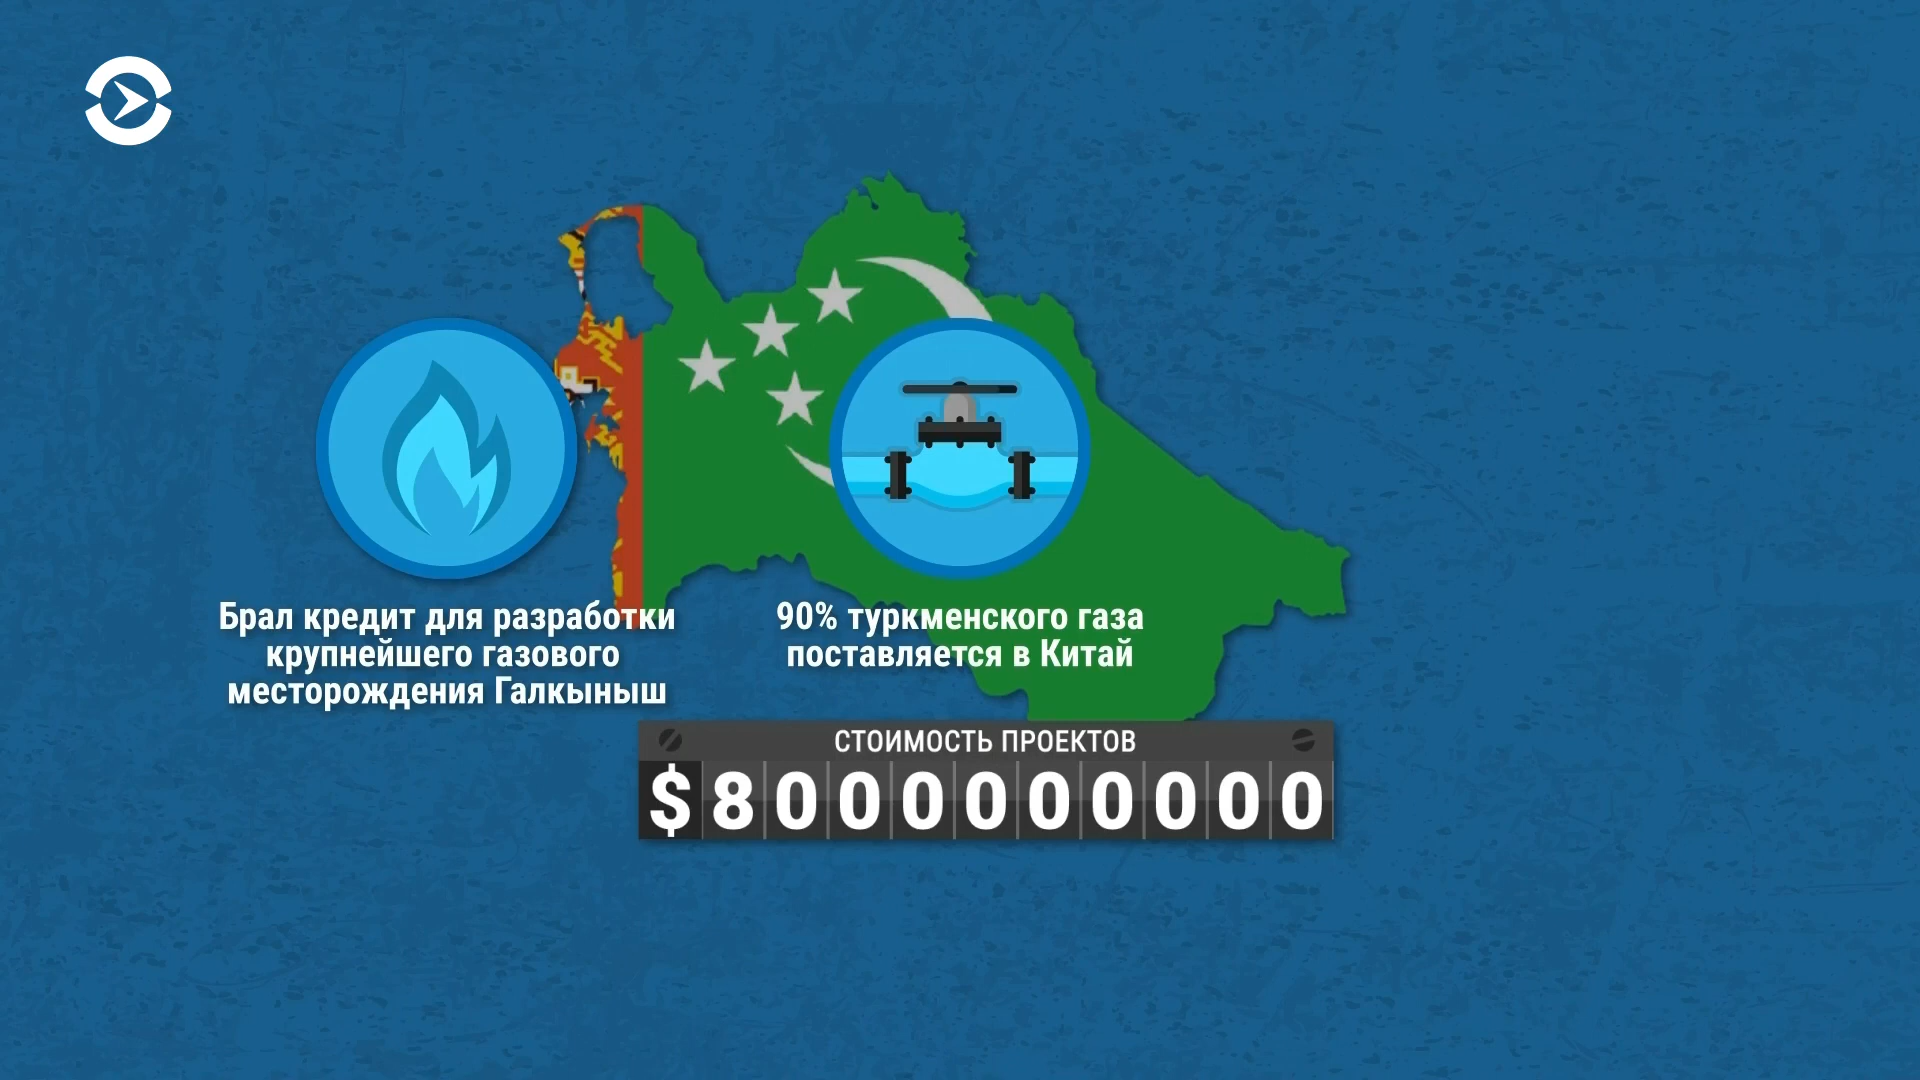 Брал кредит для разработки
крупнейшего газового
месторождения Галкыныш
90% туркменского газа
поставляется в Китай
СТОИМОСТЬ ПРОЕКТОВ
$8000000000